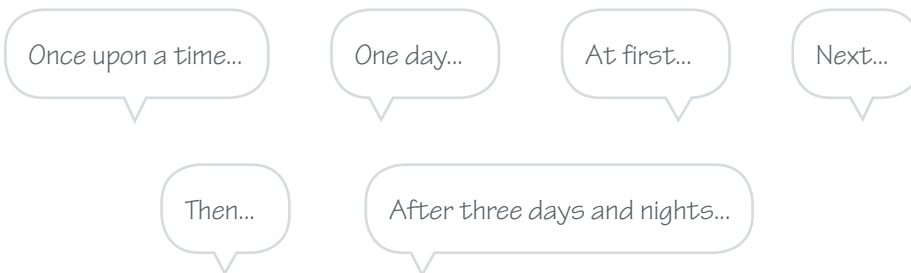 Once upon a time...
One day...
At first...
Next...
Then...
After three days and nights...